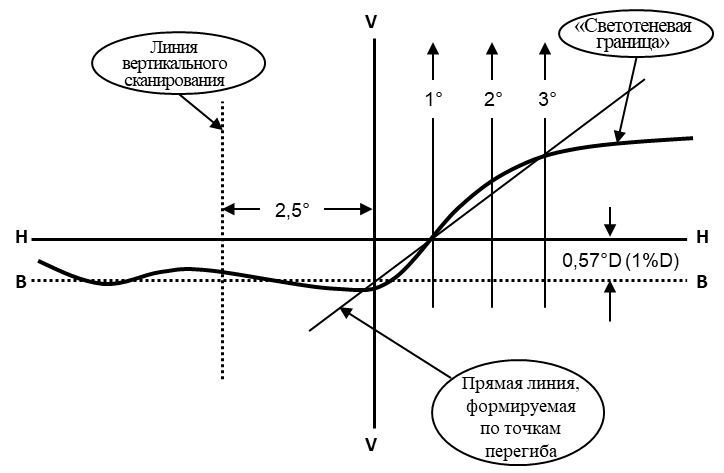 V
«Светотеневая
граница»
Линия
вертикального
сканирования
1°
2°
3°
2,5°
H
H
0,57°D (1%D)
B
B
Прямая линия,
формируемая
по точкам
перегиба
V